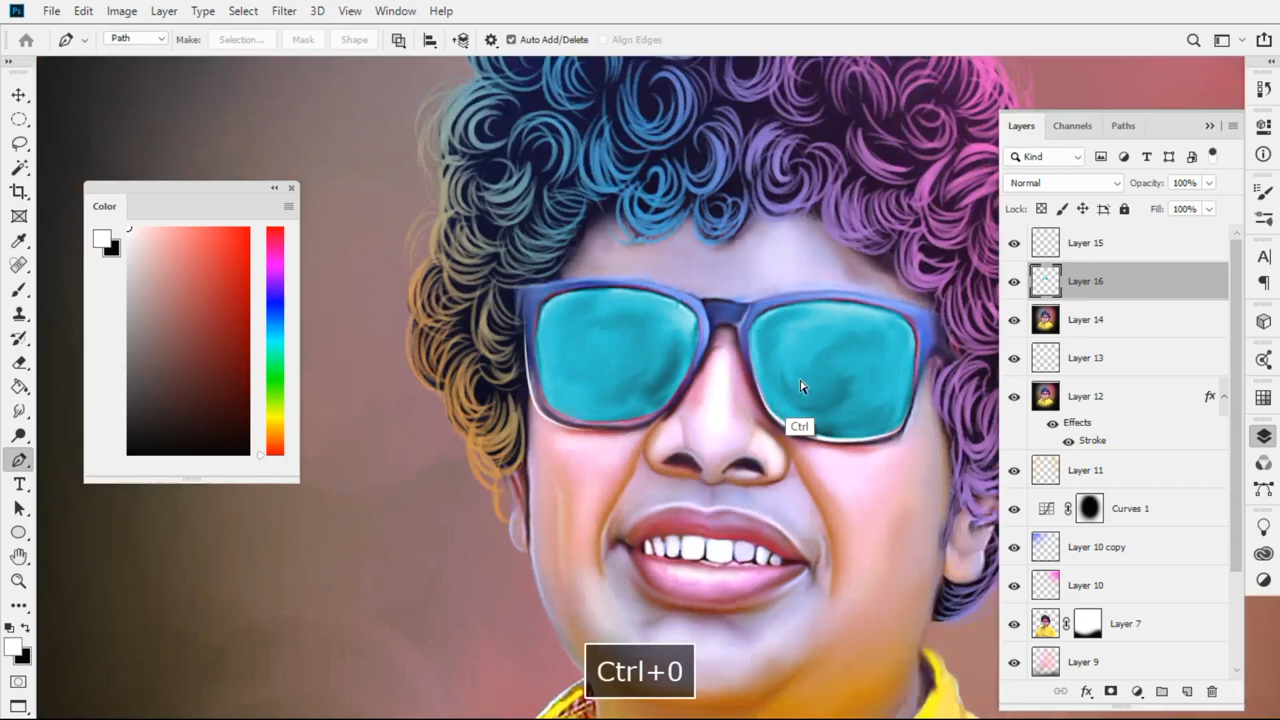 Ps File Edit Image Layer Type Select Filter 3D View Window Help
Path Make: Selection... Mask Shape Auto Add/Delete Align Edges
Color
Layers Channels Paths
Kind
Normal Opacity: 100%
Lock: Fill: 100%
Layer 15
Layer 16
Layer 14
Layer 13
Layer 12 fx
Effects
Stroke
Layer 11
Curves 1
Layer 10 copy
Layer 10
Layer 7
Layer 9
fx
Ctrl
Ctrl+0